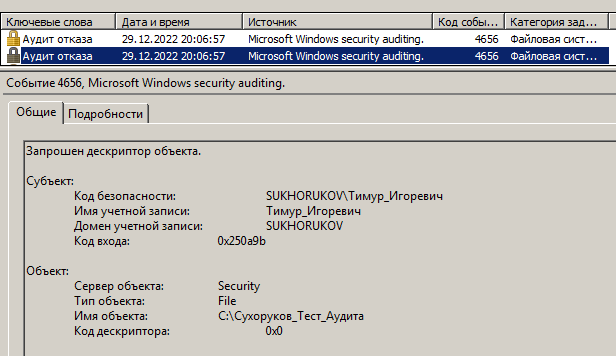 Ключевые слова Дата и время Источник Код собы... Категория зад...
Аудит отказа 29.12.2022 20:06:57 Microsoft Windows security auditing. 4656 Файловая сист...
Аудит отказа 29.12.2022 20:06:57 Microsoft Windows security auditing. 4656 Файловая сист...
Событие 4656, Microsoft Windows security auditing.
Общие Подробности
Запрошен дескриптор объекта.
Субъект:
Код безопасности: SUKHORUKOV\Тимур_Игоревич
Имя учетной записи: Тимур_Игоревич
Домен учетной записи: SUKHORUKOV
Код входа: 0x250a9b
Объект:
Сервер объекта: Security
Тип объекта: File
Имя объекта: C:\Сухоруков_Тест_Аудита
Код дескриптора: 0x0